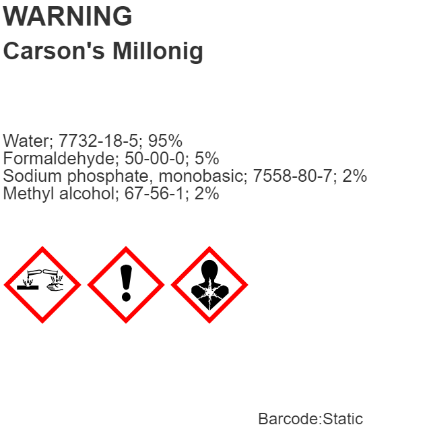 WARNING
Carson's Millonig
Water; 7732-18-5; 95%
Formaldehyde; 50-00-0; 5%
Sodium phosphate, monobasic; 7558-80-7; 2%
Methyl alcohol; 67-56-1; 2%
Barcode:Static